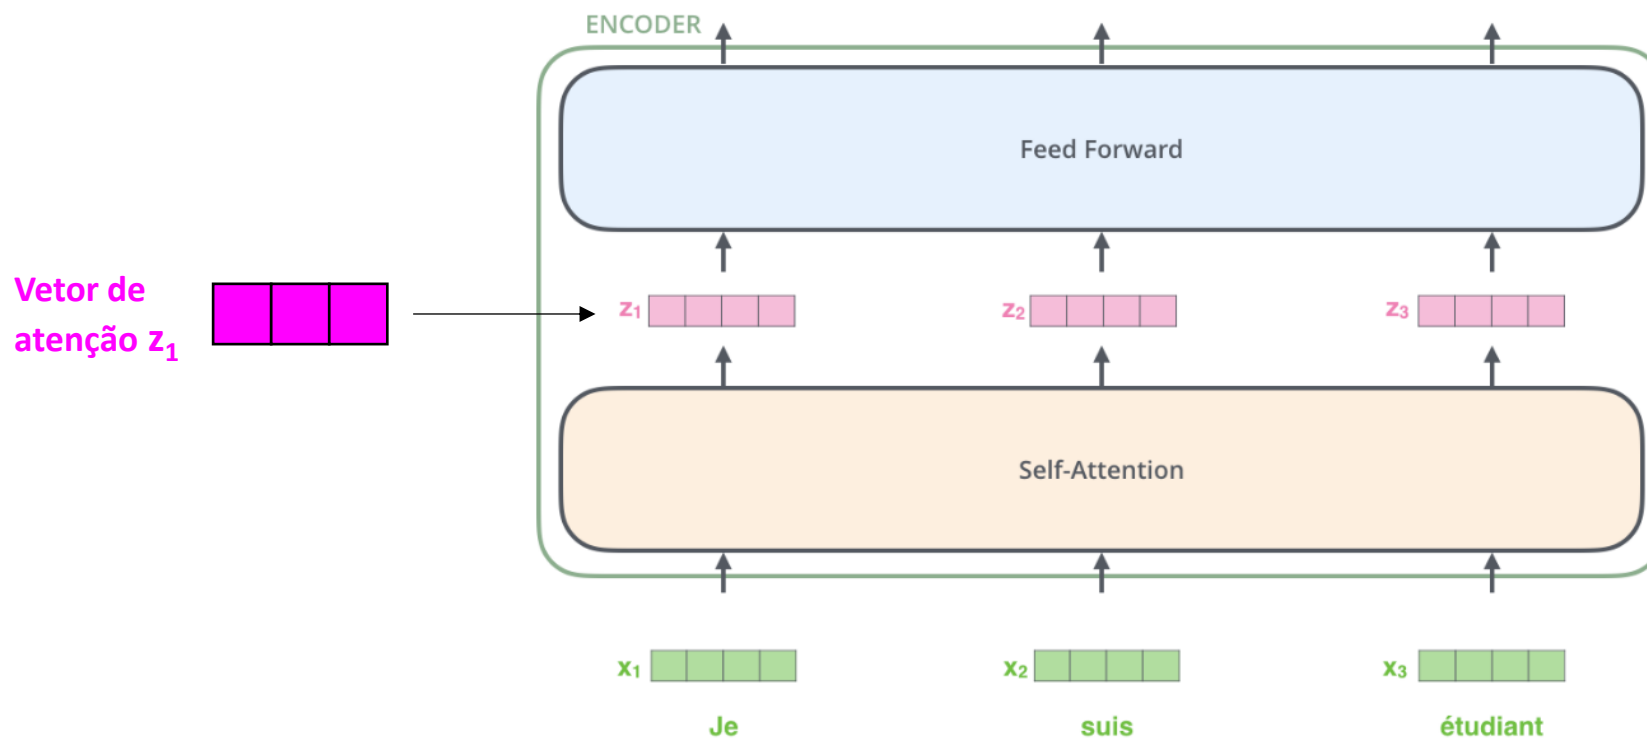 ENCODER
Feed Forward
Vetor de
atenção z₁
z₁
z₂
z₃
Self-Attention
x₁
x₂
x₃
Je
suis
étudiant